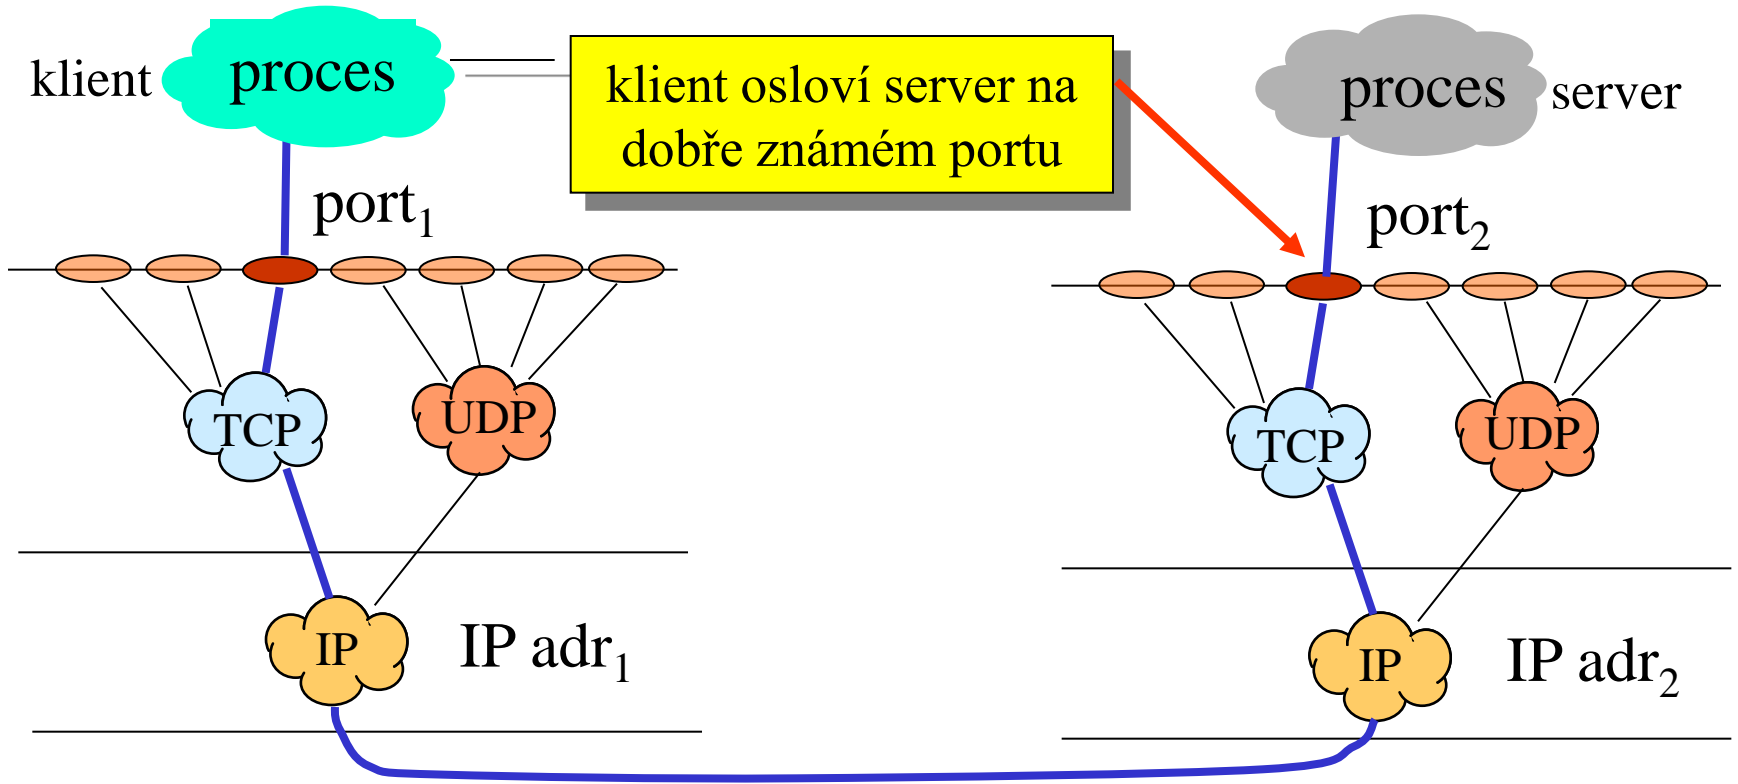 klient
proces
klient osloví server na
dobře známém portu
proces
server
port₁
port₂
TCP
UDP
TCP
UDP
IP
IP adr₁
IP
IP adr₂